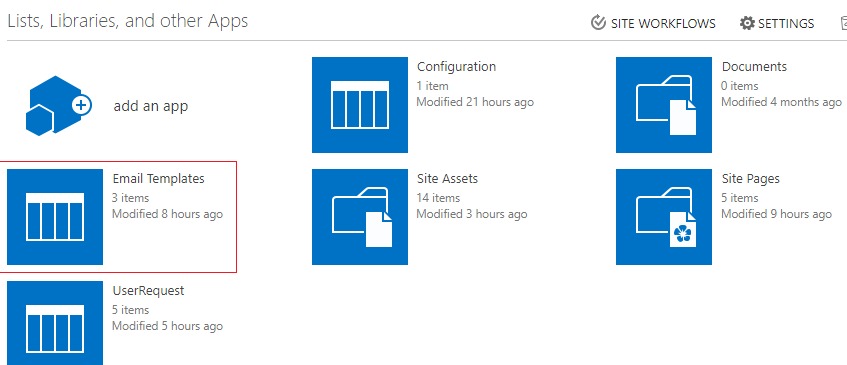 Lists, Libraries, and other Apps
SITE WORKFLOWS
SETTINGS
add an app
Configuration
1 item
Modified 21 hours ago
Documents
0 items
Modified 4 months ago
Email Templates
3 items
Modified 8 hours ago
Site Assets
14 items
Modified 3 hours ago
Site Pages
5 items
Modified 9 hours ago
UserRequest
5 items
Modified 5 hours ago